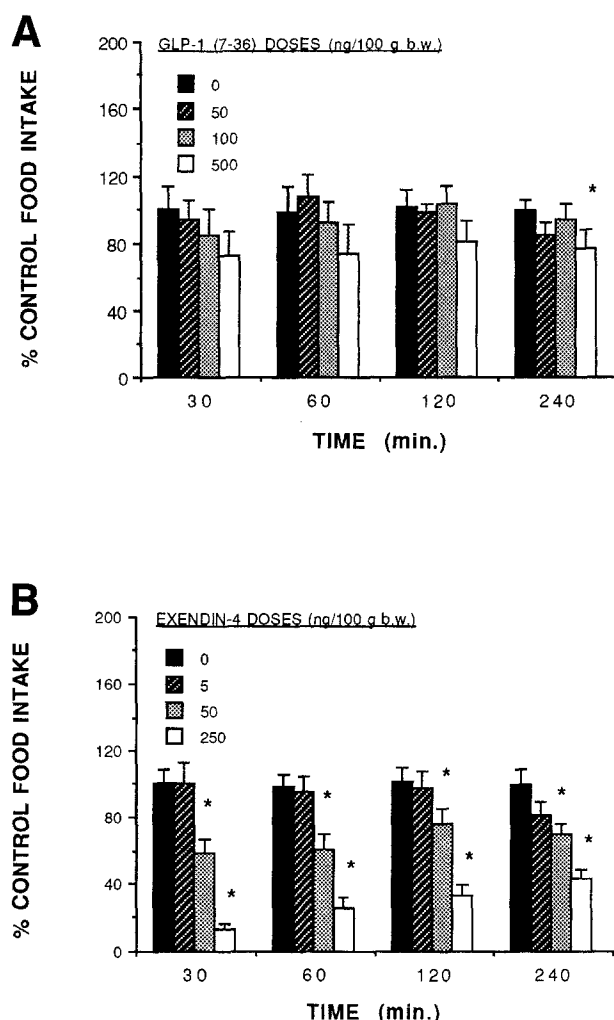 A
GLP-1 (7-36) DOSES (ng/100 g b.w.)
% CONTROL FOOD INTAKE
200
160
120
80
40
0
0
50
100
500
*
30 60 120 240
TIME (min.)
B
EXENDIN-4 DOSES (ng/100 g b.w.)
% CONTROL FOOD INTAKE
200
160
120
80
40
0
0
5
50
250
* * * *
* * * *
30 60 120 240
TIME (min.)